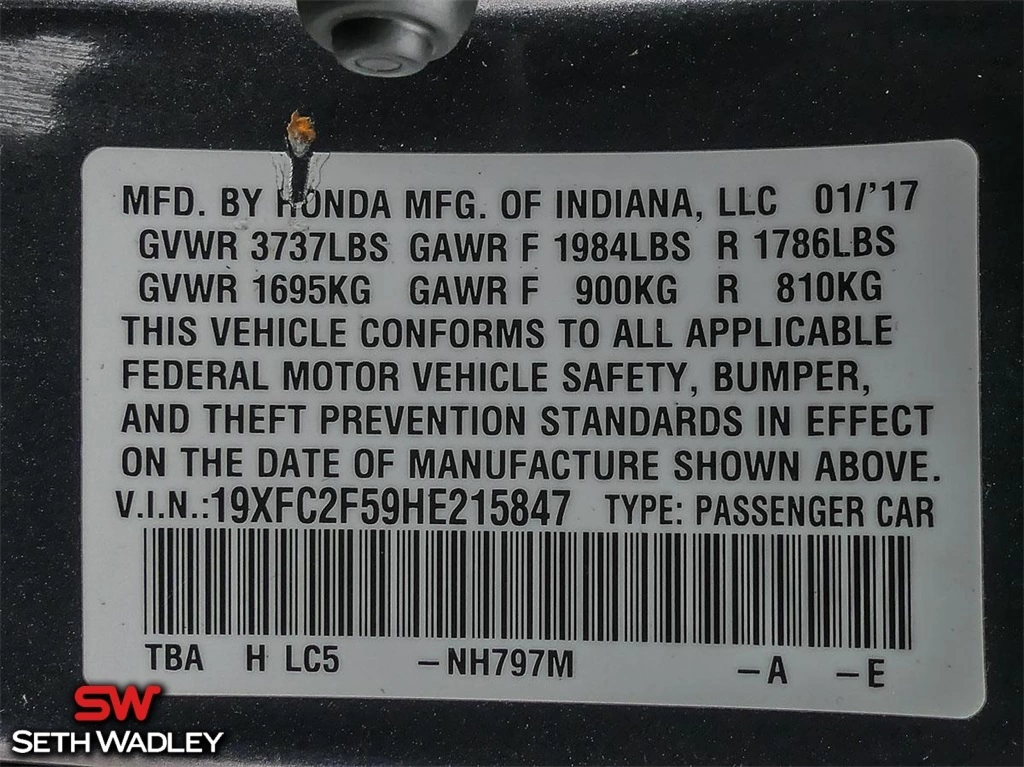 MFD. BY HONDA MFG. OF INDIANA, LLC 01/'17
GVWR 3737LBS GAWR F 1984LBS R 1786LBS
GVWR 1695KG GAWR F 900KG R 810KG
THIS VEHICLE CONFORMS TO ALL APPLICABLE
FEDERAL MOTOR VEHICLE SAFETY, BUMPER,
AND THEFT PREVENTION STANDARDS IN EFFECT
ON THE DATE OF MANUFACTURE SHOWN ABOVE.
V.I.N.:19XFC2F59HE215847 TYPE: PASSENGER CAR
TBA H LC5 –NH797M –A –E
SW
SETH WADLEY